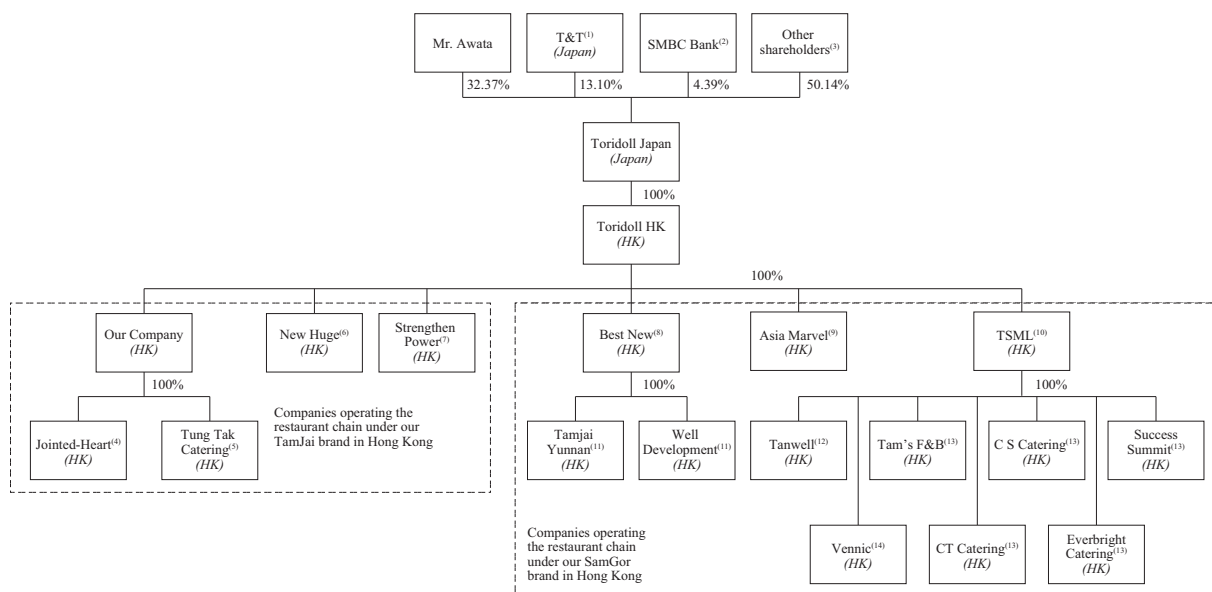 Mr. Awata
T&T(1)
(Japan)
SMBC Bank(2)
Other
shareholders(3)
32.37%
13.10%
4.39%
50.14%
Toridoll Japan
(Japan)
100%
Toridoll HK
(HK)
100%
Our Company
(HK)
New Huge(6)
(HK)
Strengthen
Power(7)
(HK)
Best New(8)
(HK)
Asia Marvel(9)
(HK)
TSML(10)
(HK)
100%
100%
100%
Jointed-Heart(4)
(HK)
Tung Tak
Catering(5)
(HK)
Companies operating the
restaurant chain under our
TamJai brand in Hong Kong
Tamjai
Yunnan(11)
(HK)
Well
Development(11)
(HK)
Tanwell(12)
(HK)
Tam's F&B(13)
(HK)
C S Catering(13)
(HK)
Success
Summit(13)
(HK)
Companies operating
the restaurant chain
under our SamGor
brand in Hong Kong
Vennic(14)
(HK)
CT Catering(13)
(HK)
Everbright
Catering(13)
(HK)